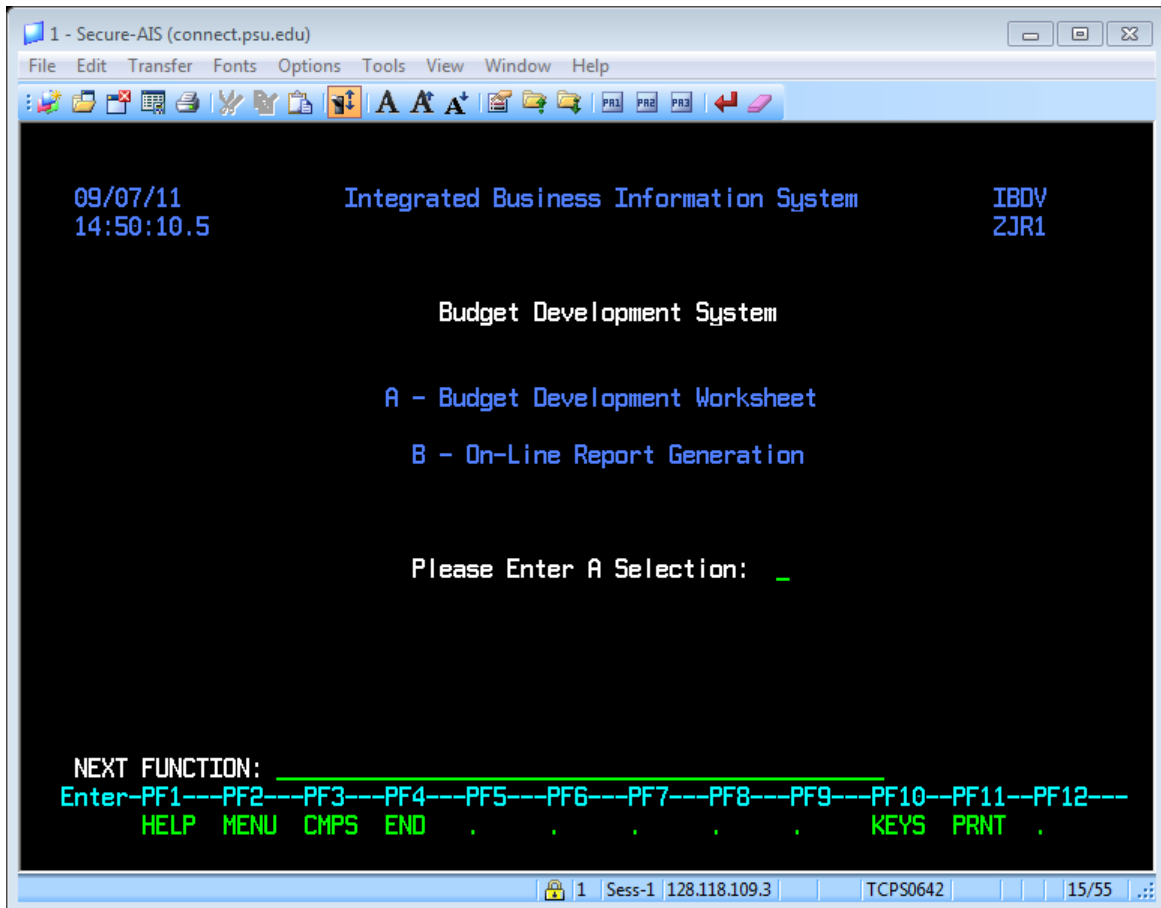 1 - Secure-AIS (connect.psu.edu)
File Edit Transfer Fonts Options Tools View Window Help
A A A PA1 PA2 PA3
09/07/11 Integrated Business Information System IBDV
14:50:10.5 ZJR1
Budget Development System
A - Budget Development Worksheet
B - On-Line Report Generation
Please Enter A Selection: _
NEXT FUNCTION: ______________________________________________
Enter-PF1---PF2---PF3---PF4---PF5---PF6---PF7---PF8---PF9---PF10--PF11--PF12---
HELP MENU CMPS END . . . . . KEYS PRNT .
1 Sess-1 128.118.109.3 TCPS0642 15/55